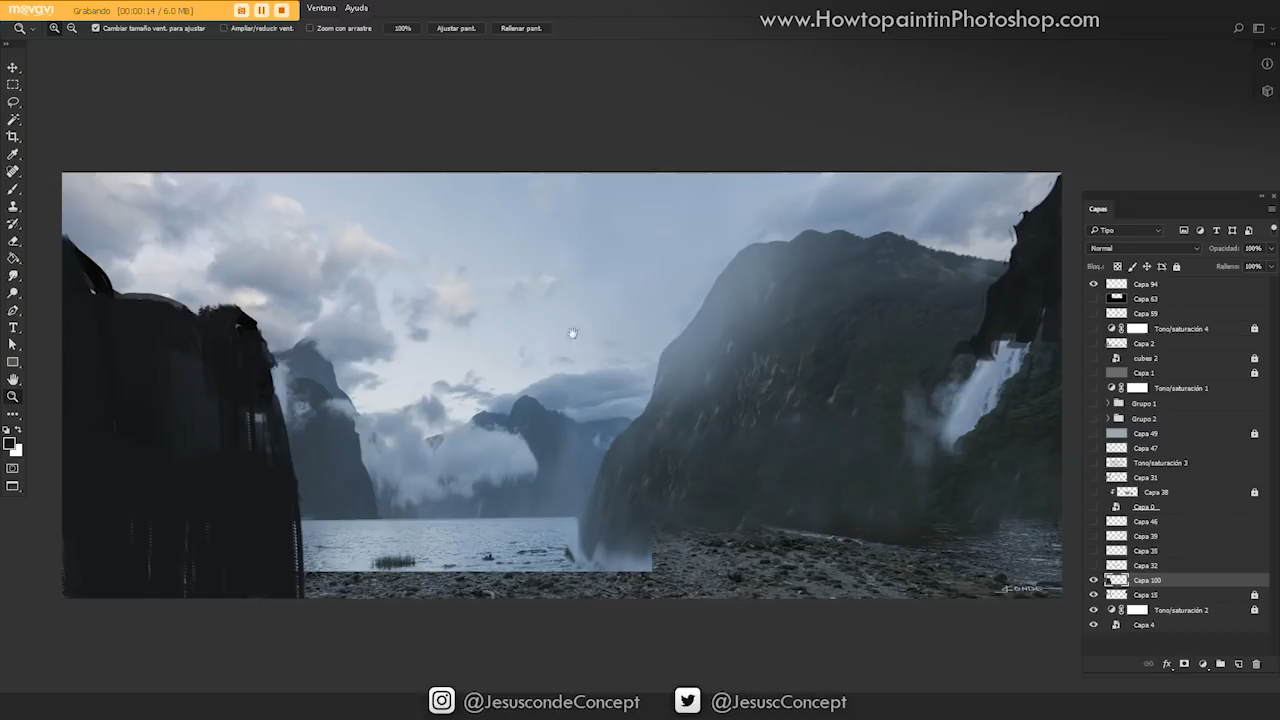 movavi
Grabando [00:00:14 / 6.0 MB]
Ventana Ayuda
www.HowtopaintinPhotoshop.com
Cambiar tamaño vent. para ajustar
Ampliar/reducir vent.
Zoom con arrastre
100%
Ajustar pant.
Rellenar pant.
Capas
Tipo
Normal
Opacidad: 100%
Bloq.:
Relleno: 100%
Capa 94
Capa 63
Capa 59
Tono/saturación 4
Capa 2
cubes 2
Capa 1
Tono/saturación 1
Grupo 1
Grupo 2
Capa 49
Capa 47
Tono/saturación 3
Capa 31
Capa 38
Capa 0
Capa 46
Capa 39
Capa 35
Capa 32
Capa 100
Capa 15
Tono/saturación 2
Capa 4
fx
@JesuscondeConcept
@JesuscConcept